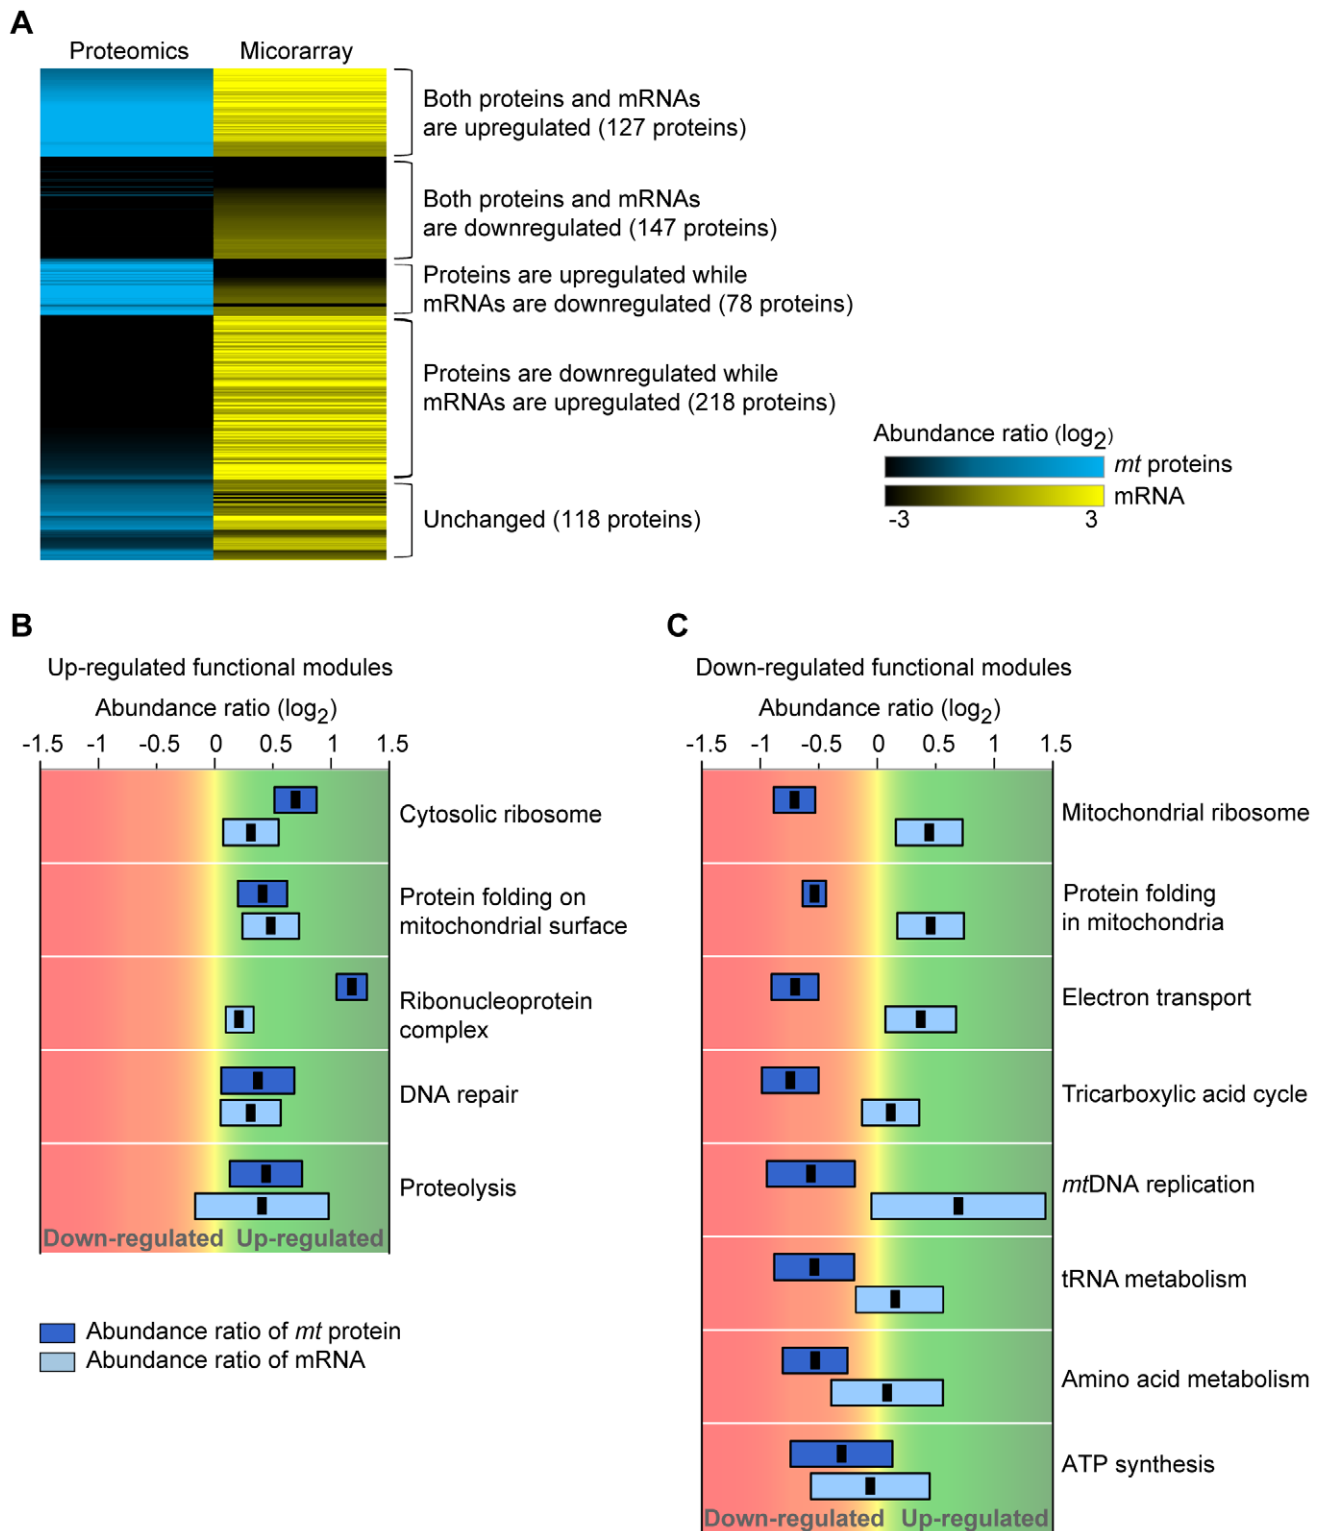 A
Proteomics Micorarray
Both proteins and mRNAs
are upregulated (127 proteins)
Both proteins and mRNAs
are downregulated (147 proteins)
Proteins are upregulated while
mRNAs are downregulated (78 proteins)
Proteins are downregulated while
mRNAs are upregulated (218 proteins)
Unchanged (118 proteins)
Abundance ratio (log2)
mt proteins
mRNA
-3 3
B
Up-regulated functional modules
Abundance ratio (log2)
-1.5 -1 -0.5 0 0.5 1 1.5
Cytosolic ribosome
Protein folding on
mitochondrial surface
Ribonucleoprotein
complex
DNA repair
Proteolysis
Down-regulated Up-regulated
Abundance ratio of mt protein
Abundance ratio of mRNA
C
Down-regulated functional modules
Abundance ratio (log2)
-1.5 -1 -0.5 0 0.5 1 1.5
Mitochondrial ribosome
Protein folding
in mitochondria
Electron transport
Tricarboxylic acid cycle
mtDNA replication
tRNA metabolism
Amino acid metabolism
ATP synthesis
Down-regulated Up-regulated